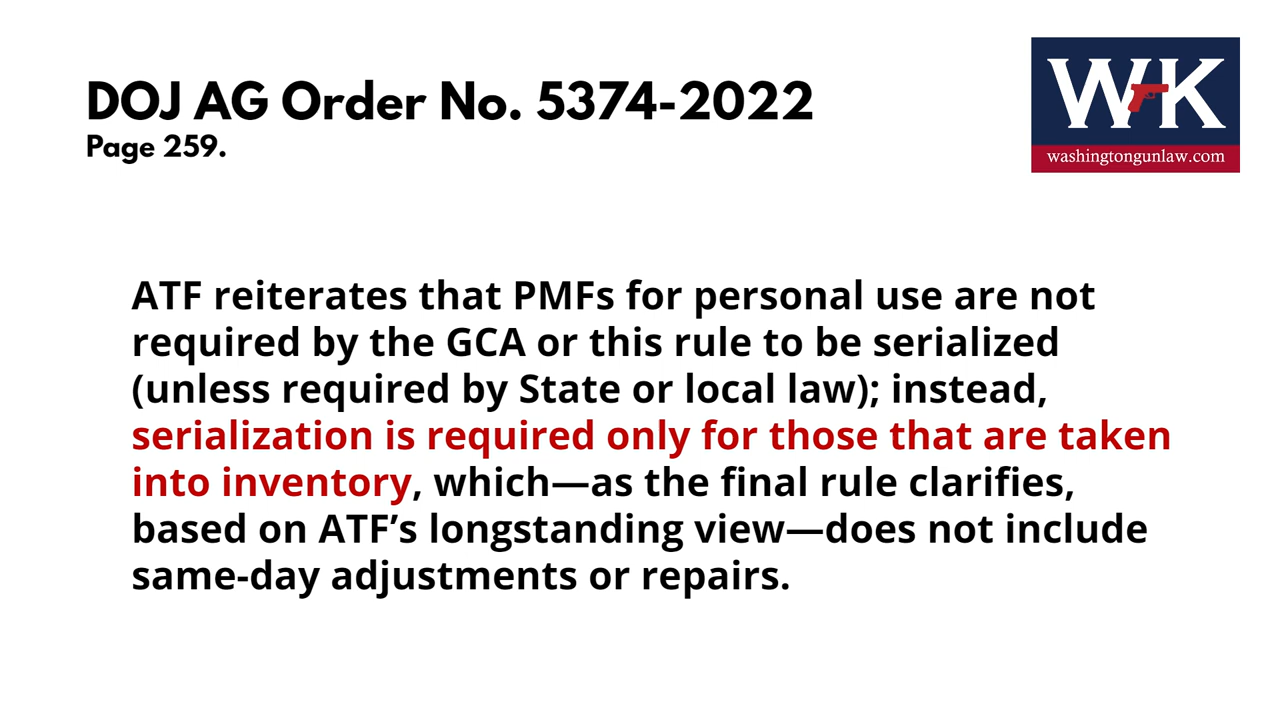 DOJ AG Order No. 5374-2022
Page 259.
WK
washingtongunlaw.com
ATF reiterates that PMFs for personal use are not
required by the GCA or this rule to be serialized
(unless required by State or local law); instead,
serialization is required only for those that are taken
into inventory, which—as the final rule clarifies,
based on ATF’s longstanding view—does not include
same-day adjustments or repairs.